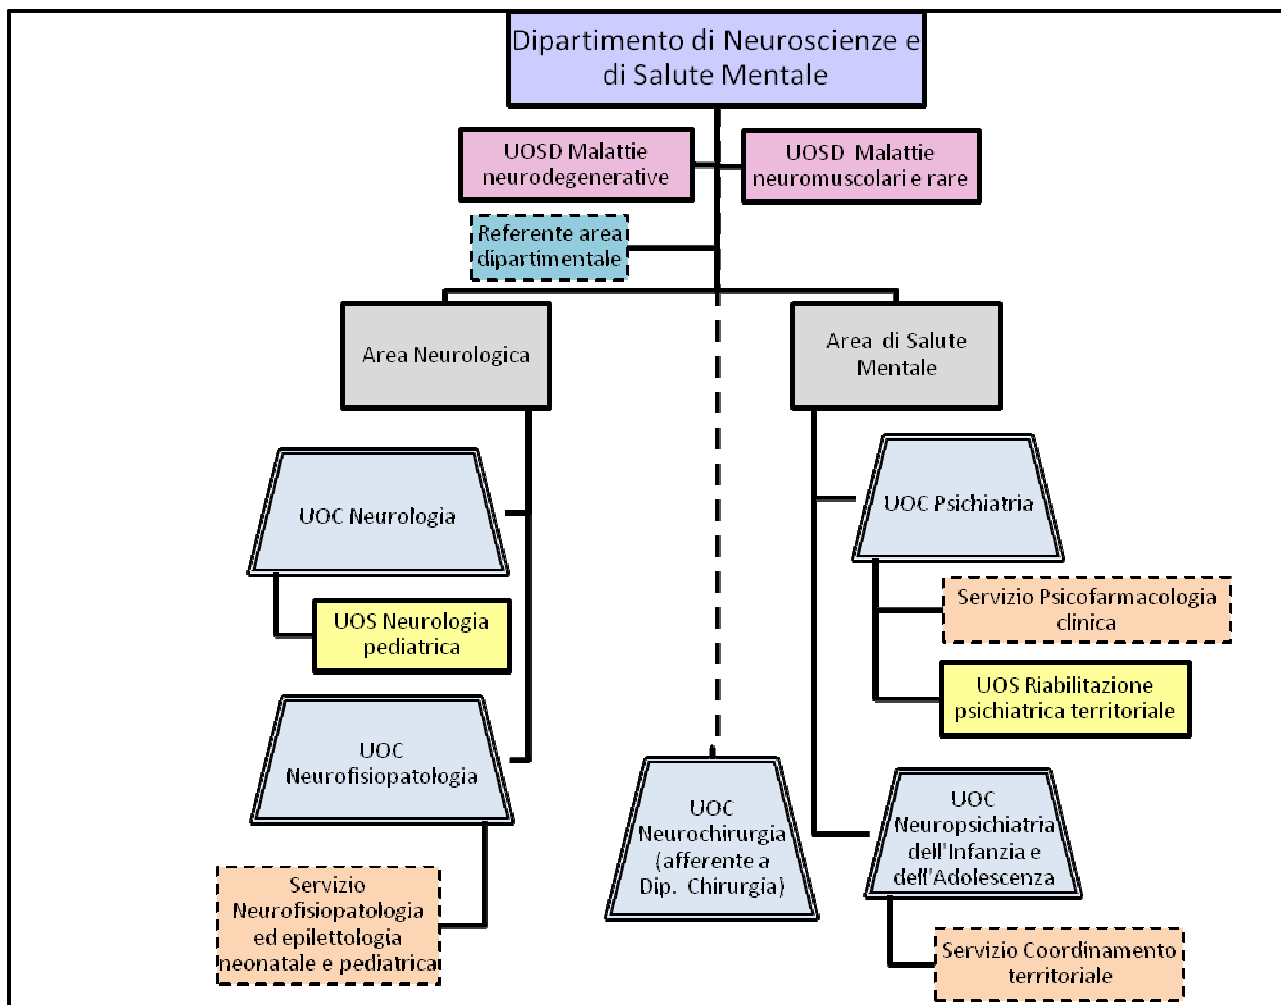 Dipartimento di Neuroscienze e
di Salute Mentale
UOSD Malattie
neurodegenerative
UOSD Malattie
neuromuscolari e rare
Referente area
dipartimentale
Area Neurologica
Area di Salute
Mentale
UOC Neurologia
UOC Psichiatria
Servizio Psicofarmacologia
clinica
UOS Neurologia
pediatrica
UOS Riabilitazione
psichiatrica territoriale
UOC
Neurofisiopatologia
UOC
Neurochirurgia
(afferente a
Dip. Chirurgia)
UOC
Neuropsichiatria
dell'Infanzia e
dell'Adolescenza
Servizio
Neurofisiopatologia
ed epilettologia
neonatale e pediatrica
Servizio Coordinamento
territoriale